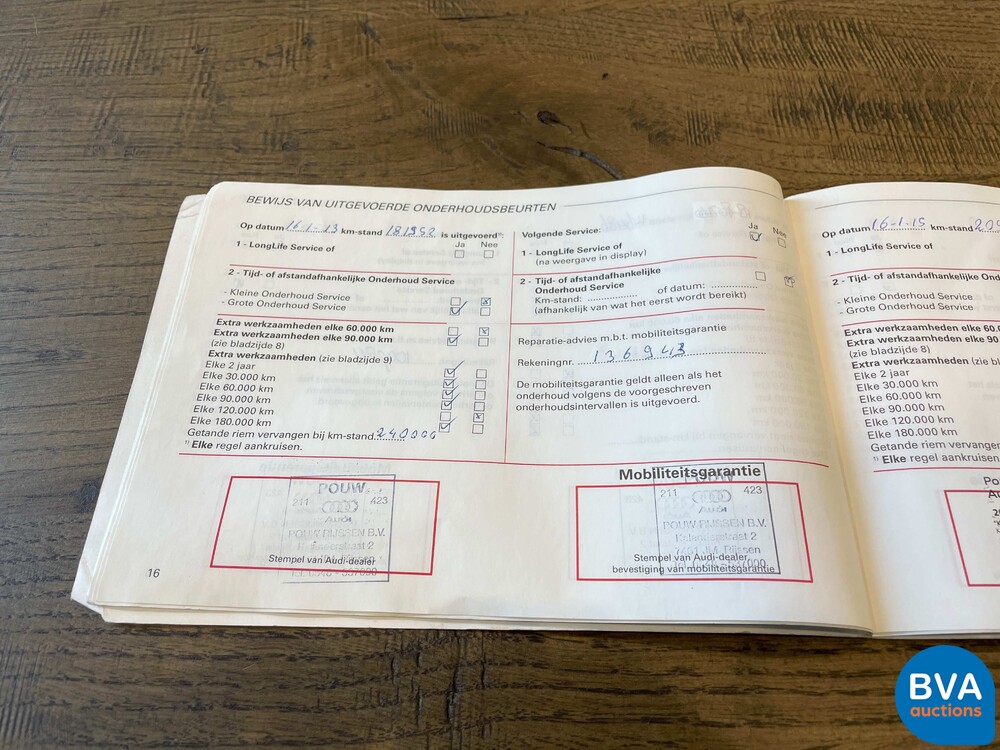 BEWIJS VAN UITGEVOERDE ONDERHOUDSBEURTEN
Op datum 16-1-13 km-stand 181952 is uitgevoerd¹⁾:
Ja Nee
1 - LongLife Service of
2 - Tijd- of afstandafhankelijke Onderhoud Service
- Kleine Onderhoud Service
- Grote Onderhoud Service
Extra werkzaamheden elke 60.000 km
Extra werkzaamheden elke 90.000 km
(zie bladzijde 8)
Extra werkzaamheden (zie bladzijde 9)
Elke 2 jaar
Elke 30.000 km
Elke 60.000 km
Elke 90.000 km
Elke 120.000 km
Elke 180.000 km
Getande riem vervangen bij km-stand 240000
¹⁾ Elke regel aankruisen.
POUW
211 423
Audi
POUW RIJSSEN B.V.
Stempel van Audi-dealer
16
Volgende Service:
Ja Nee
1 - LongLife Service of
(na weergave in display)
2 - Tijd- of afstandafhankelijke
Onderhoud Service
Km-stand: .................. of datum: ..................
(afhankelijk van wat het eerst wordt bereikt)
Reparatie-advies m.b.t. mobiliteitsgarantie
Rekeningnr. 136943
De mobiliteitsgarantie geldt alleen als het
onderhoud volgens de voorgeschreven
onderhoudsintervallen is uitgevoerd.
Mobiliteitsgarantie
POUW
211 423
Audi
POUW RIJSSEN B.V.
Stempel van Audi-dealer
bevestiging van mobiliteitsgarantie
Op datum 16-1-15 km-stand
1 - LongLife Service of
2 - Tijd- of afstandafhankelijke
- Kleine Onderhoud Service
- Grote Onderhoud Service
Extra werkzaamheden elke 60.0
Extra werkzaamheden elke 90
(zie bladzijde 8)
Extra werkzaamheden (zie bladzi
Elke 2 jaar
Elke 30.000 km
Elke 60.000 km
Elke 90.000 km
Elke 120.000 km
Elke 180.000 km
Getande riem vervangen
¹⁾ Elke regel aankruisen.
BVA
auctions